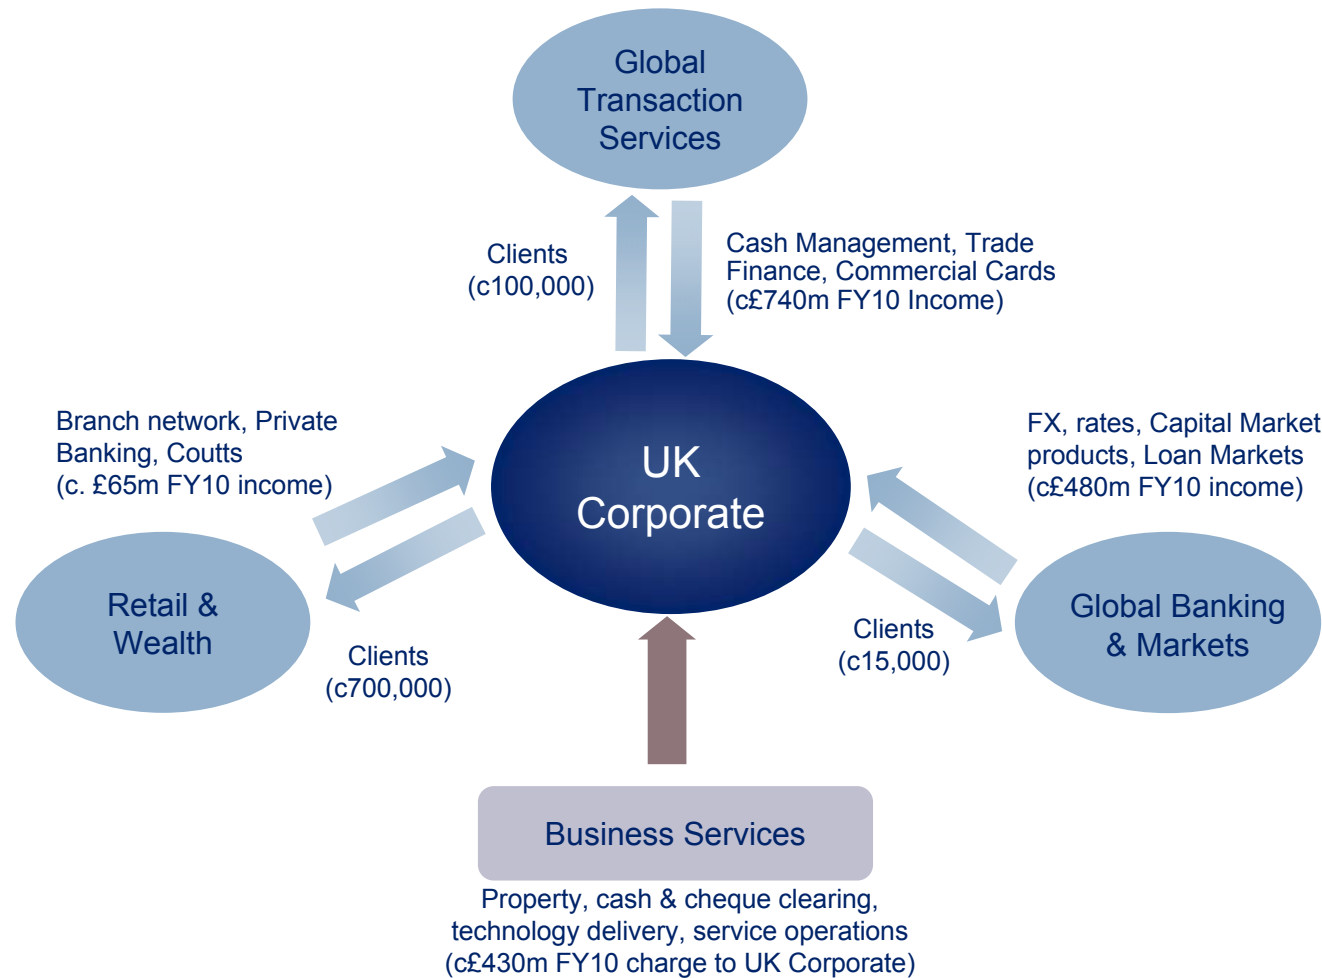 Global
Transaction
Services
Clients
(c100,000)
Cash Management, Trade
Finance, Commercial Cards
(c£740m FY10 Income)
Branch network, Private
Banking, Coutts
(c. £65m FY10 income)
UK
Corporate
FX, rates, Capital Market
products, Loan Markets
(c£480m FY10 income)
Retail &
Wealth
Clients
(c700,000)
Clients
(c15,000)
Global Banking
& Markets
Business Services
Property, cash & cheque clearing,
technology delivery, service operations
(c£430m FY10 charge to UK Corporate)